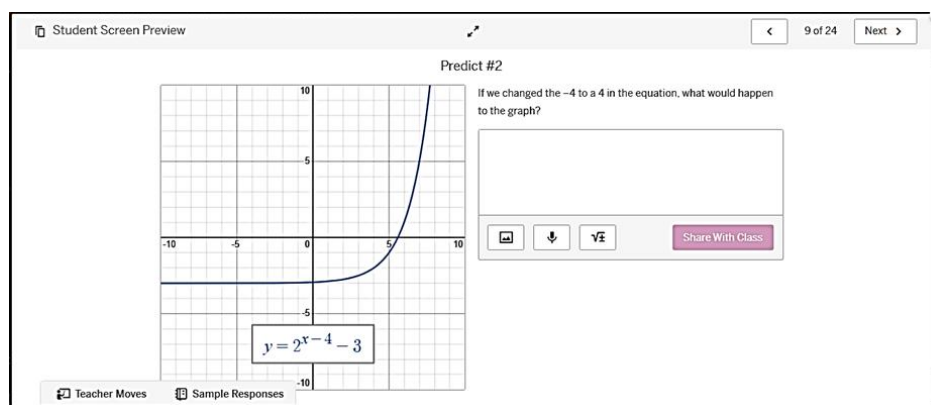 Student Screen Preview
9 of 24
Next
Predict #2
If we changed the −4 to a 4 in the equation, what would happen
to the graph?
10
5
-10
-5
0
5
10
-5
y = 2^{x−4} − 3
-10
√±
Share With Class
Teacher Moves
Sample Responses